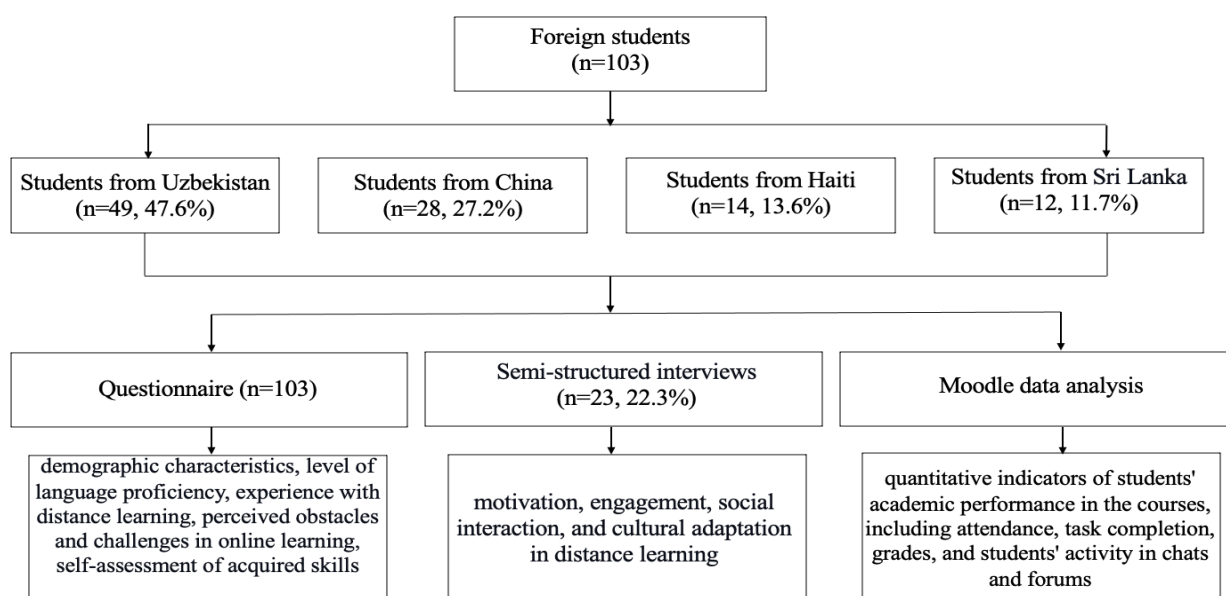 Foreign students
(n=103)
Students from Uzbekistan
(n=49, 47.6%)
Students from China
(n=28, 27.2%)
Students from Haiti
(n=14, 13.6%)
Students from Sri Lanka
(n=12, 11.7%)
Questionnaire (n=103)
Semi-structured interviews
(n=23, 22.3%)
Moodle data analysis
demographic characteristics, level of
language proficiency, experience with
distance learning, perceived obstacles
and challenges in online learning,
self-assessment of acquired skills
motivation, engagement, social
interaction, and cultural adaptation
in distance learning
quantitative indicators of students'
academic performance in the courses,
including attendance, task completion,
grades, and students' activity in chats
and forums